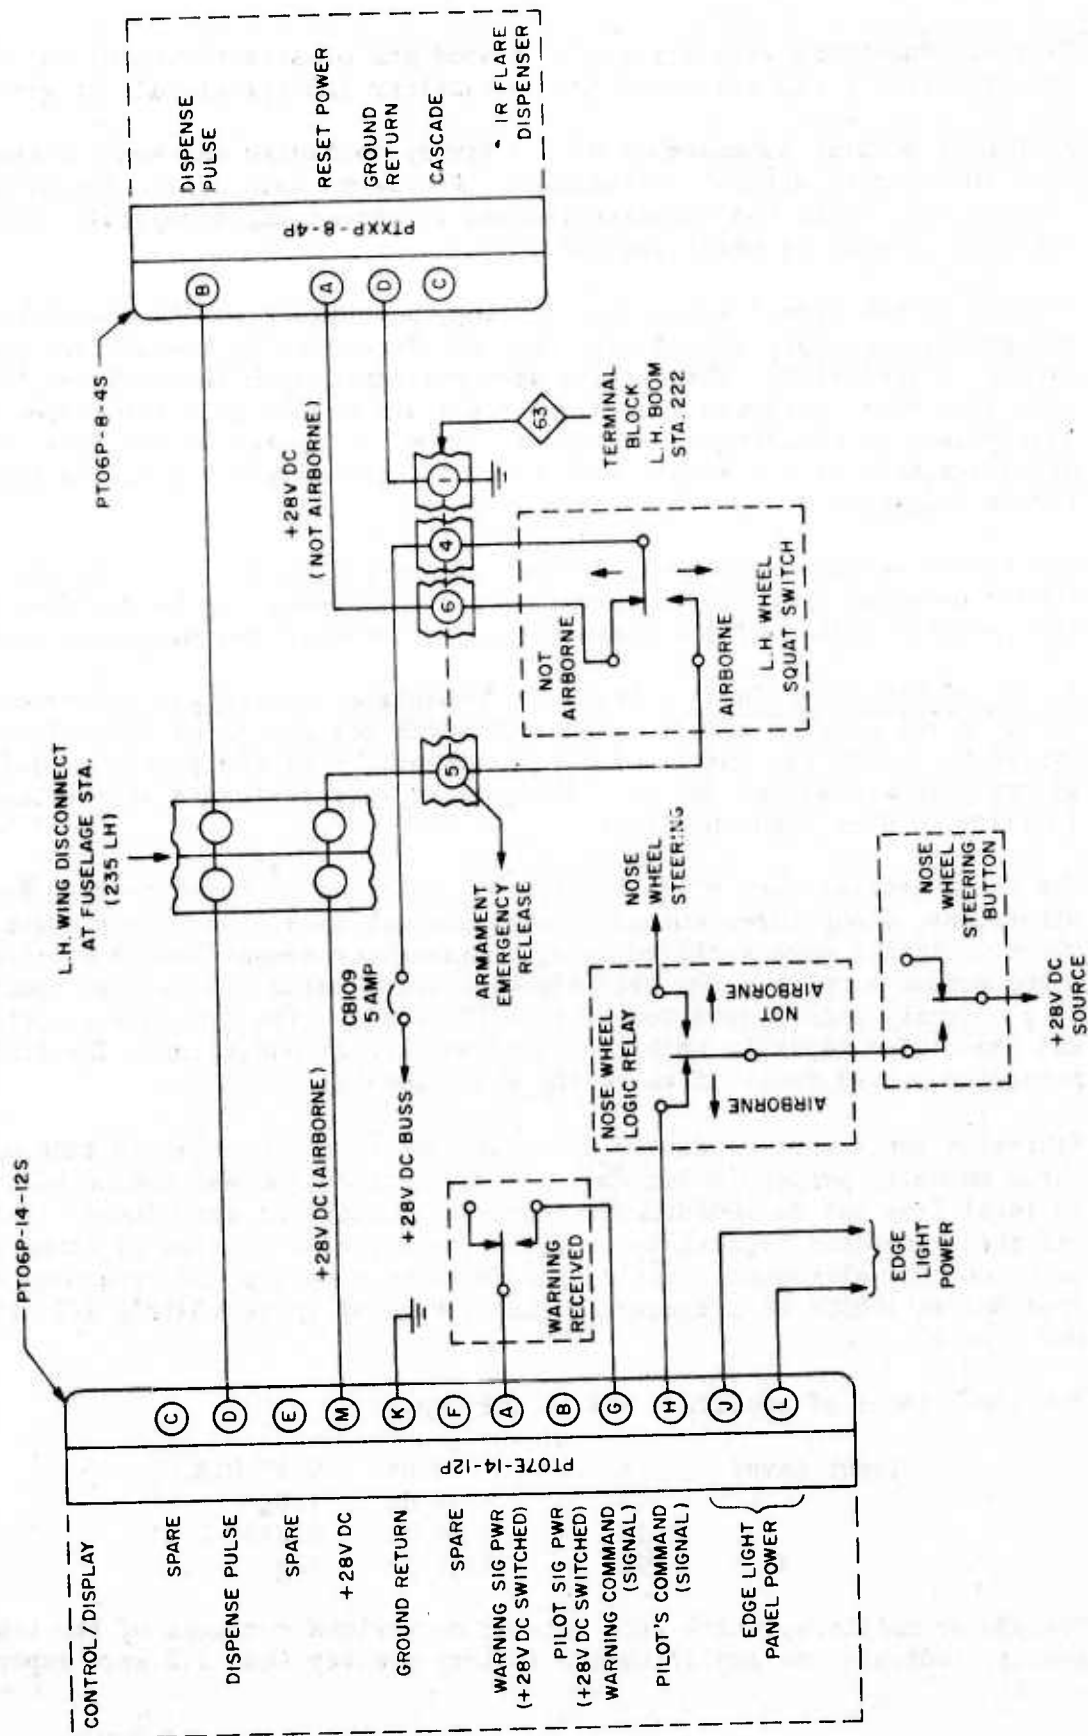 CONTROL/DISPLAY
PT06P-14-12S
PT07E-14-12P
SPARE
C
DISPENSE PULSE
D
SPARE
E
+28V DC
M
GROUND RETURN
K
SPARE
F
WARNING SIG PWR
(+28V DC SWITCHED)
A
PILOT SIG PWR
(+28V DC SWITCHED)
B
WARNING COMMAND
(SIGNAL)
G
PILOT'S COMMAND
(SIGNAL)
H
EDGE LIGHT
PANEL POWER
J
L
L.H. WING DISCONNECT
AT FUSELAGE STA.
(235 LH)
+28V DC (AIRBORNE)
+28V DC BUSS
CB109
5 AMP
WARNING
RECEIVED
ARMAMENT
EMERGENCY
RELEASE
5
6
4
1
63
TERMINAL
BLOCK
L.H. BOOM
STA. 222
+28V DC
(NOT AIRBORNE)
NOT
AIRBORNE
AIRBORNE
L.H. WHEEL
SQUAT SWITCH
NOSE WHEEL
LOGIC RELAY
NOSE
WHEEL
STEERING
AIRBORNE
NOT
AIRBORNE
NOSE
WHEEL
STEERING
BUTTON
+28V DC
SOURCE
EDGE
LIGHT
POWER
PT06P-8-4S
PTXXP-8-4P
B
DISPENSE
PULSE
A
RESET POWER
D
GROUND
RETURN
C
CASCADE
* IR FLARE
DISPENSER